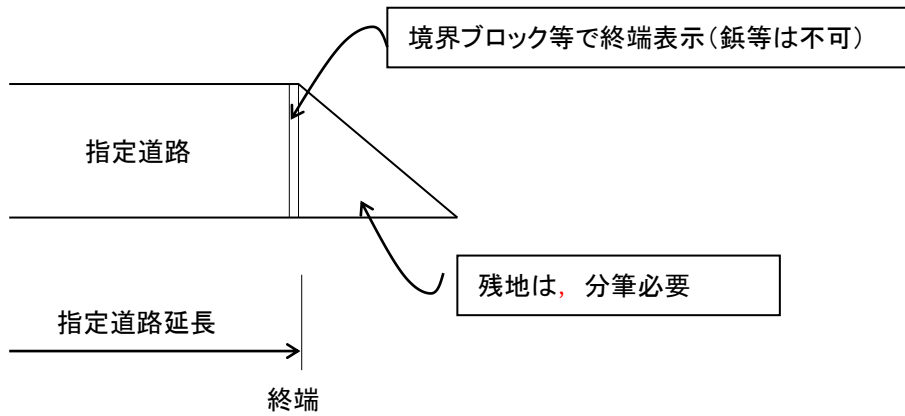 境界ブロック等で終端表示（鋲等は不可）
指定道路
残地は，分筆必要
指定道路延長
終端